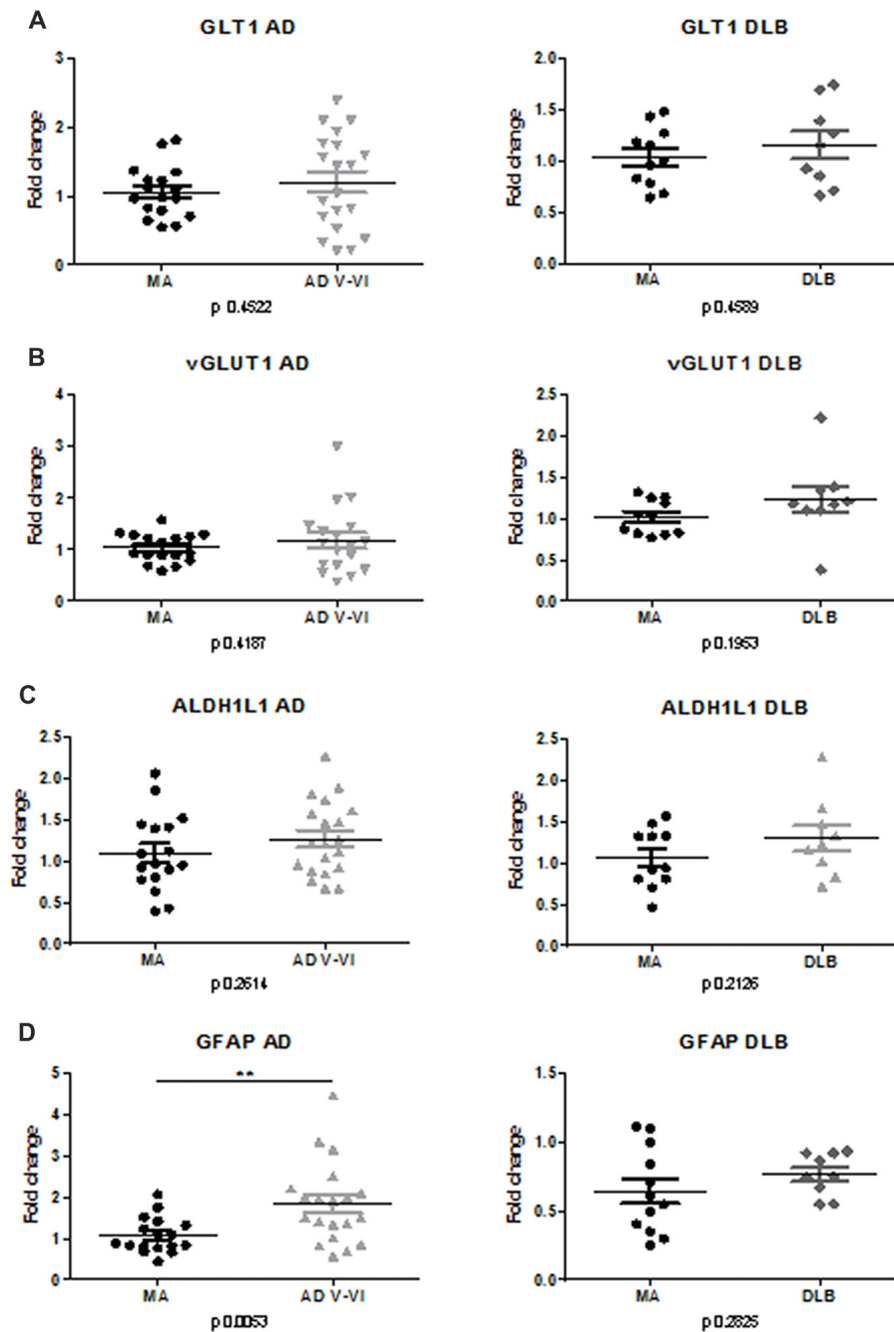 A
GLT1 AD
Fold change
3
2
1
0
MA
AD V-VI
p 0.4522
GLT1 DLB
Fold change
2.0
1.5
1.0
0.5
0.0
MA
DLB
p 0.4589
B
vGLUT1 AD
Fold change
4
3
2
1
0
MA
AD V-VI
p 0.4187
vGLUT1 DLB
Fold change
2.5
2.0
1.5
1.0
0.5
0.0
MA
DLB
p 0.1953
C
ALDH1L1 AD
Fold change
2.5
2.0
1.5
1.0
0.5
0.0
MA
AD V-VI
p 0.2614
ALDH1L1 DLB
Fold change
2.5
2.0
1.5
1.0
0.5
0.0
MA
DLB
p 0.2126
D
GFAP AD
Fold change
5
4
3
2
1
0
**
MA
AD V-VI
p 0.0053
GFAP DLB
Fold change
1.5
1.0
0.5
0.0
MA
DLB
p 0.2825